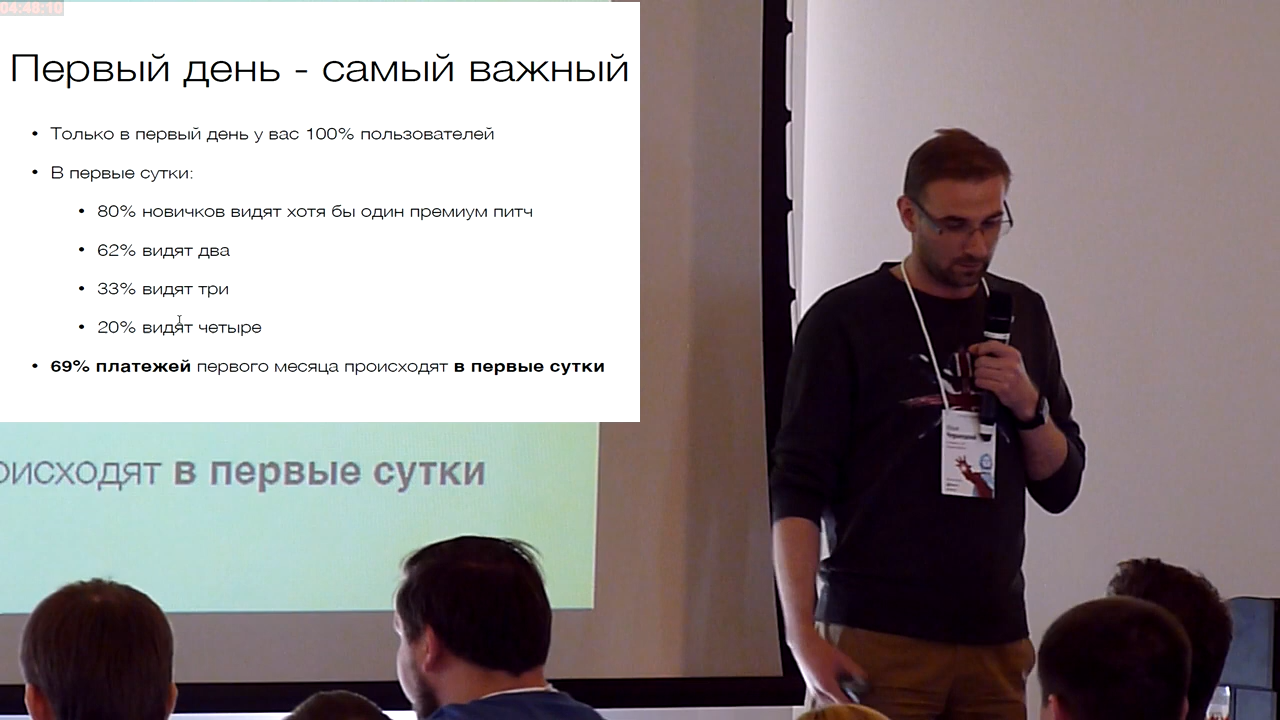 04:48:10
Первый день - самый важный
• Только в первый день у вас 100% пользователей
• В первые сутки:
• 80% новичков видят хотя бы один премиум питч
• 62% видят два
• 33% видят три
• 20% видят четыре
• 69% платежей первого месяца происходят в первые сутки
оисходят в первые сутки